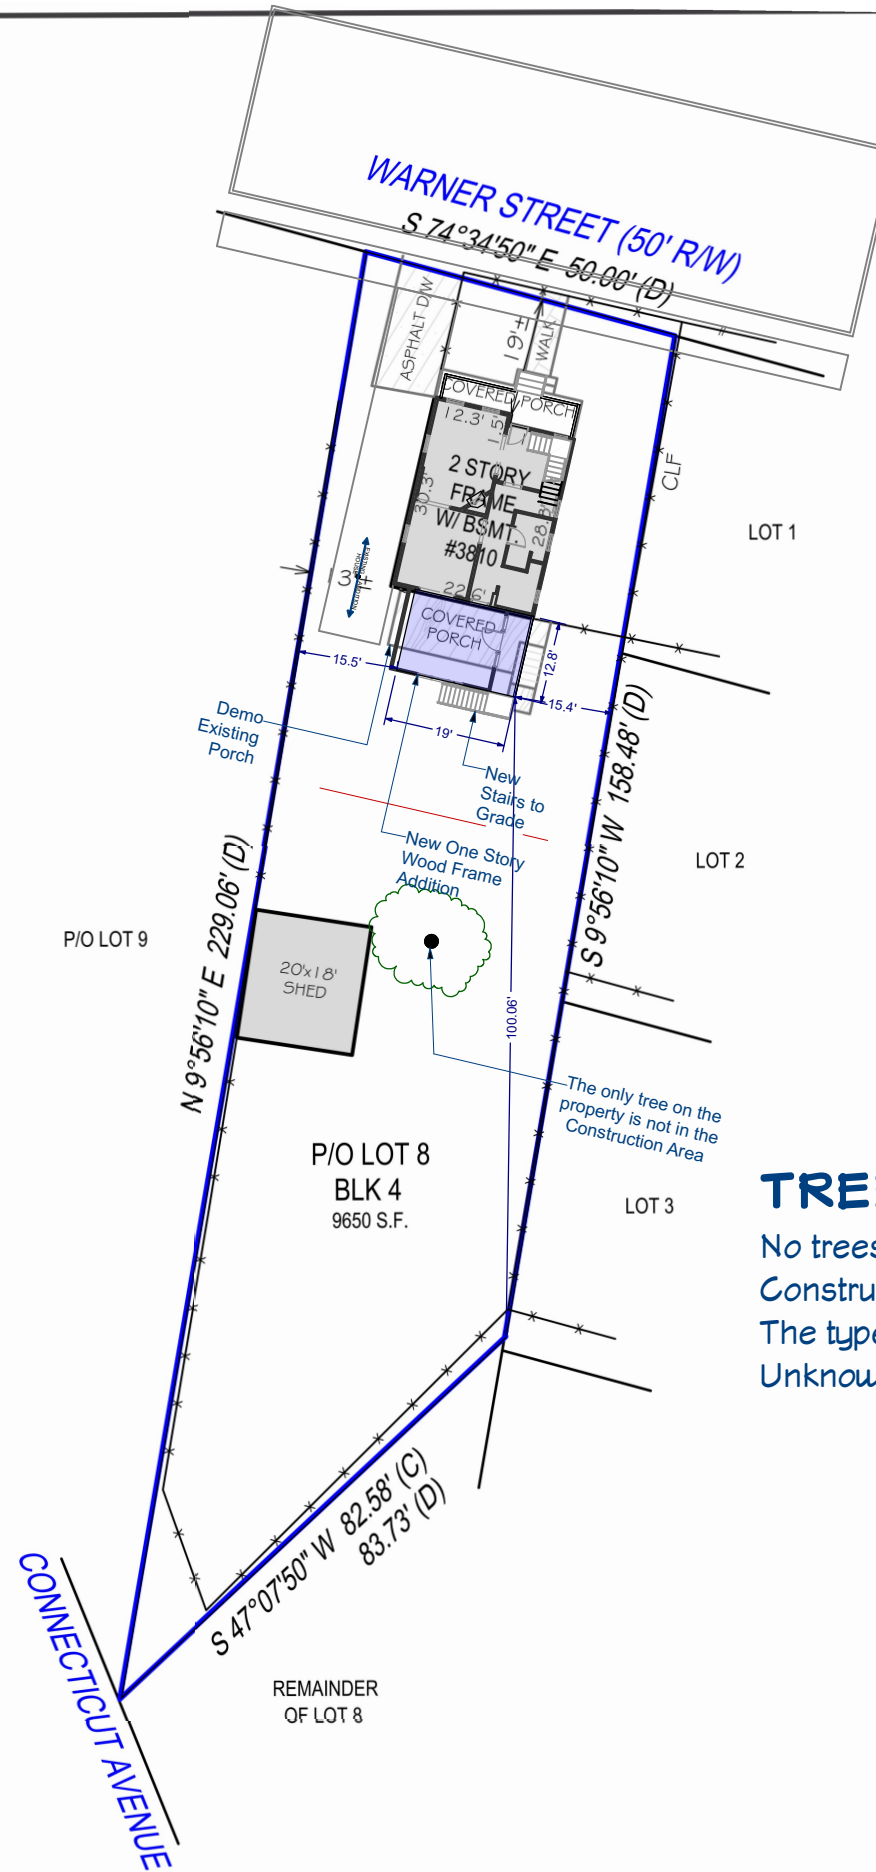 WARNER STREET (50' R/W)
S 74°34'50" E  50.00' (D)
ASPHALT D/W
19'±
WALK
COVERED PORCH
12.3'
1.5'
2 STORY
FRAME
W/ BSMT.
#3810
30.3'
28.8'
22.6'
CLF
LOT 1
EXISTING
HOUSE
ADDITION
COVERED
PORCH
12.8'
15.5'
15.4'
19'
Demo
Existing
Porch
New
Stairs to
Grade
New One Story
Wood Frame
Addition
S 9°56'10" W  158.48' (D)
LOT 2
N 9°56'10" E  229.06' (D)
P/O LOT 9
20'x18'
SHED
100.06'
The only tree on the
property is not in the
Construction Area
P/O LOT 8
BLK 4
9650 S.F.
LOT 3
TREE
No trees
Constru
The type
Unknow
S 47°07'50" W  82.58' (C)
83.73' (D)
CONNECTICUT AVENUE
REMAINDER
OF LOT 8